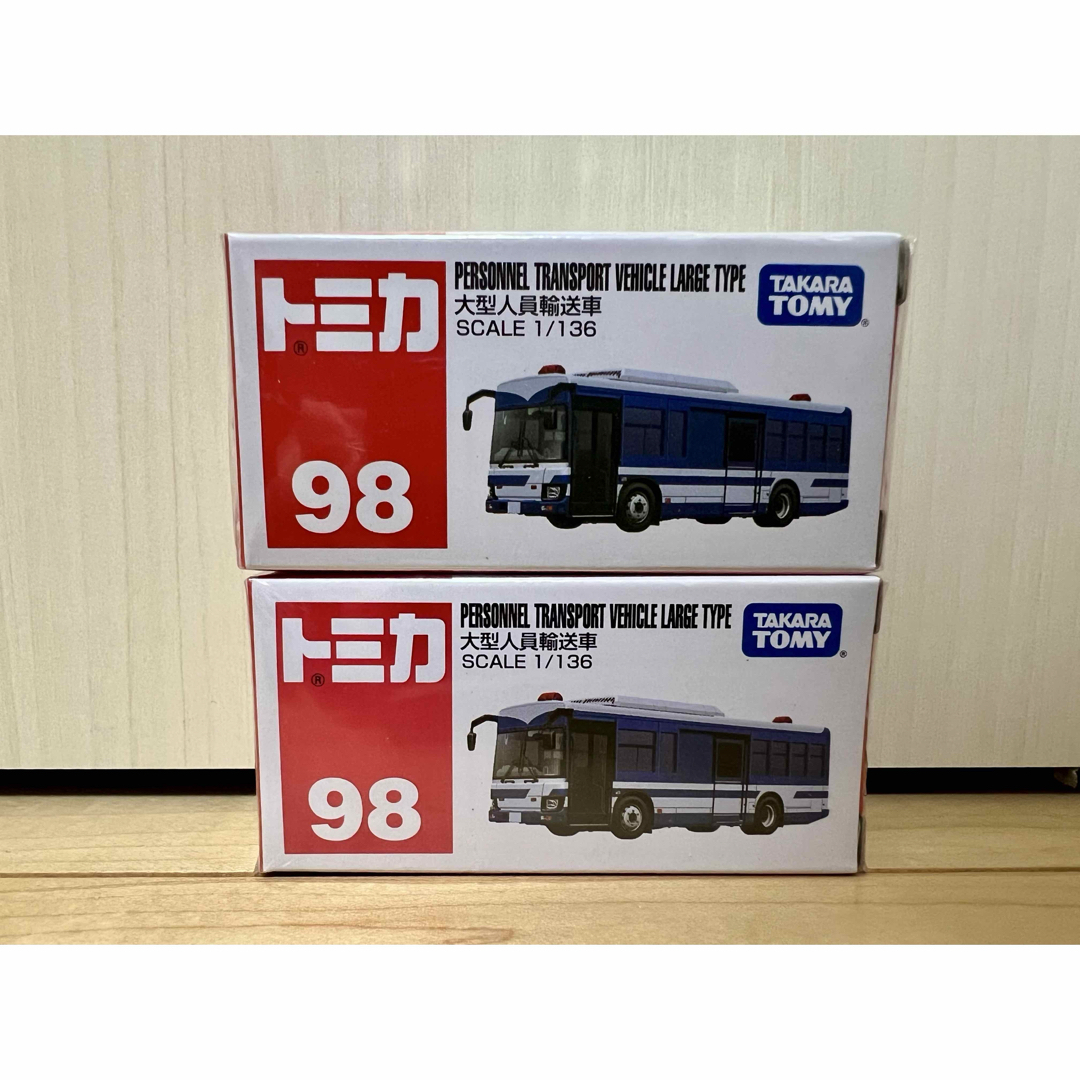 トミカ
®
98
PERSONNEL TRANSPORT VEHICLE LARGE TYPE
大型人員輸送車
SCALE 1/136
TAKARA
TOMY
®
トミカ
®
98
PERSONNEL TRANSPORT VEHICLE LARGE TYPE
大型人員輸送車
SCALE 1/136
TAKARA
TOMY
®